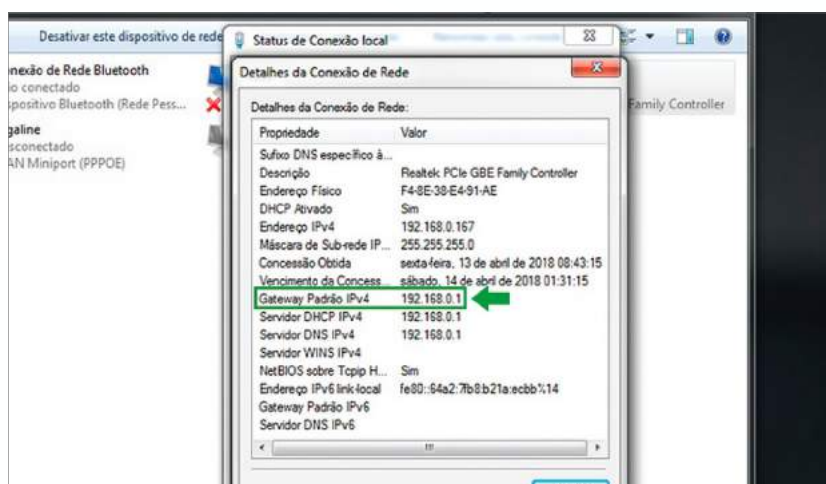 Desativar este dispositivo de rede
Status de Conexão local
nexão de Rede Bluetooth
o conectado
spositivo Bluetooth (Rede Pess...
galine
sconectado
AN Miniport (PPPOE)
Family Controller
Detalhes da Conexão de Rede
Detalhes da Conexão de Rede:
Propriedade Valor
Sufixo DNS específico à...
Descrição Realtek PCIe GBE Family Controller
Endereço Físico F4-8E-38-E4-91-AE
DHCP Ativado Sim
Endereço IPv4 192.168.0.167
Máscara de Sub-rede IP... 255.255.255.0
Concessão Obtida sexta-feira, 13 de abril de 2018 08:43:15
Vencimento da Concess... sábado, 14 de abril de 2018 01:31:15
Gateway Padrão IPv4 192.168.0.1
Servidor DHCP IPv4 192.168.0.1
Servidor DNS IPv4 192.168.0.1
Servidor WINS IPv4
NetBIOS sobre Tcpip H... Sim
Endereço IPv6 link-local fe80::64a2:7fb8:b21a:ecbb%14
Gateway Padrão IPv6
Servidor DNS IPv6